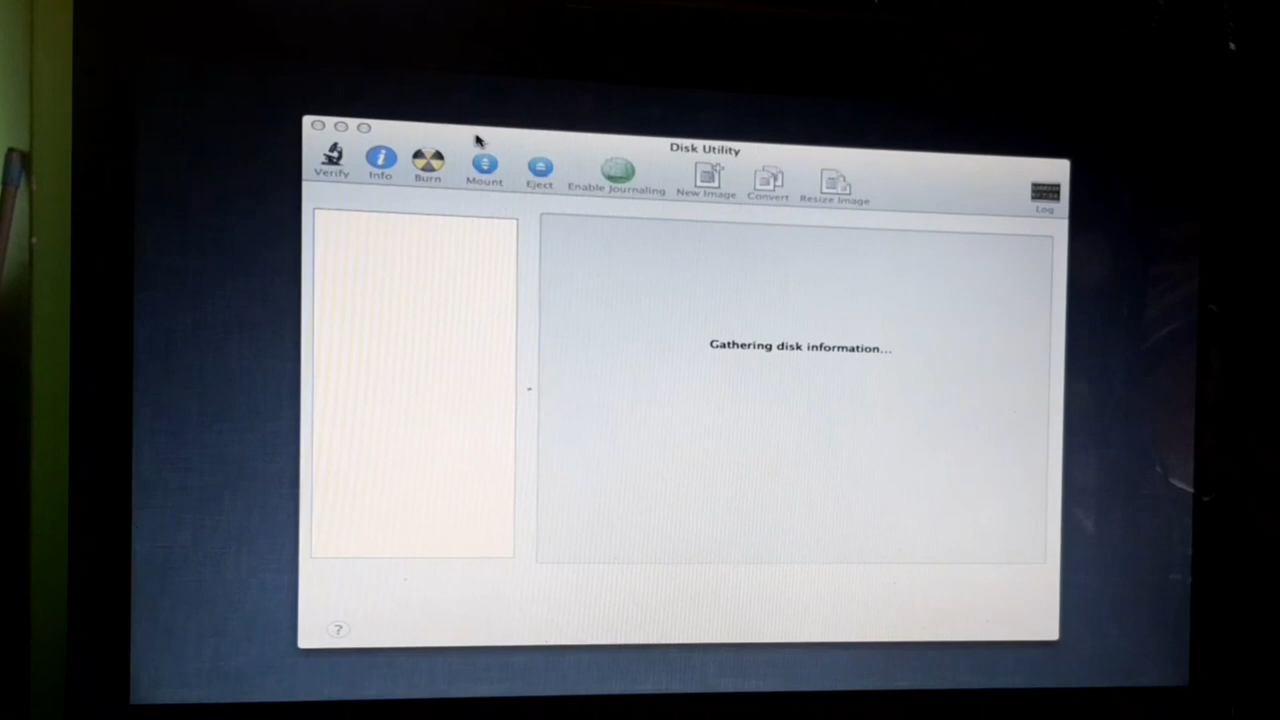 Disk Utility
Verify
Info
Burn
Mount
Eject
Enable Journaling
New Image
Convert
Resize Image
Log
Gathering disk information...
?